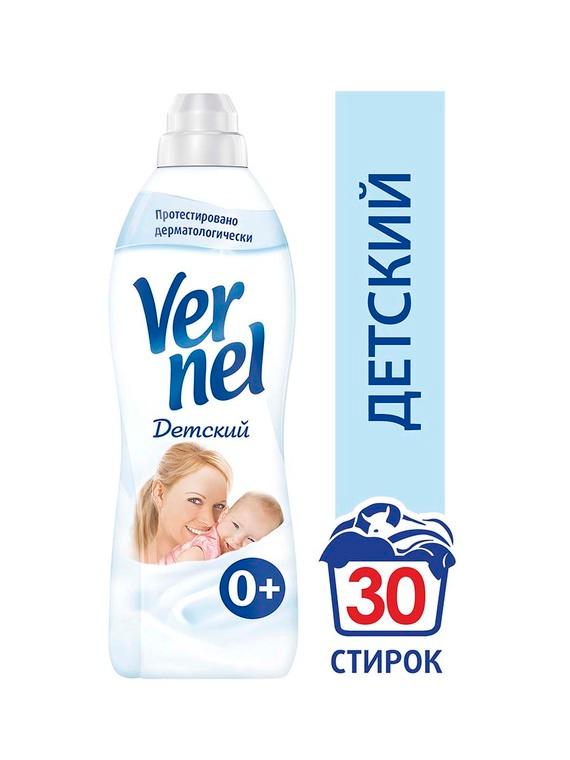 Протестировано
дерматологически
Ver
nel
Детский
0+
ДЕТСКИЙ
30
СТИРОК